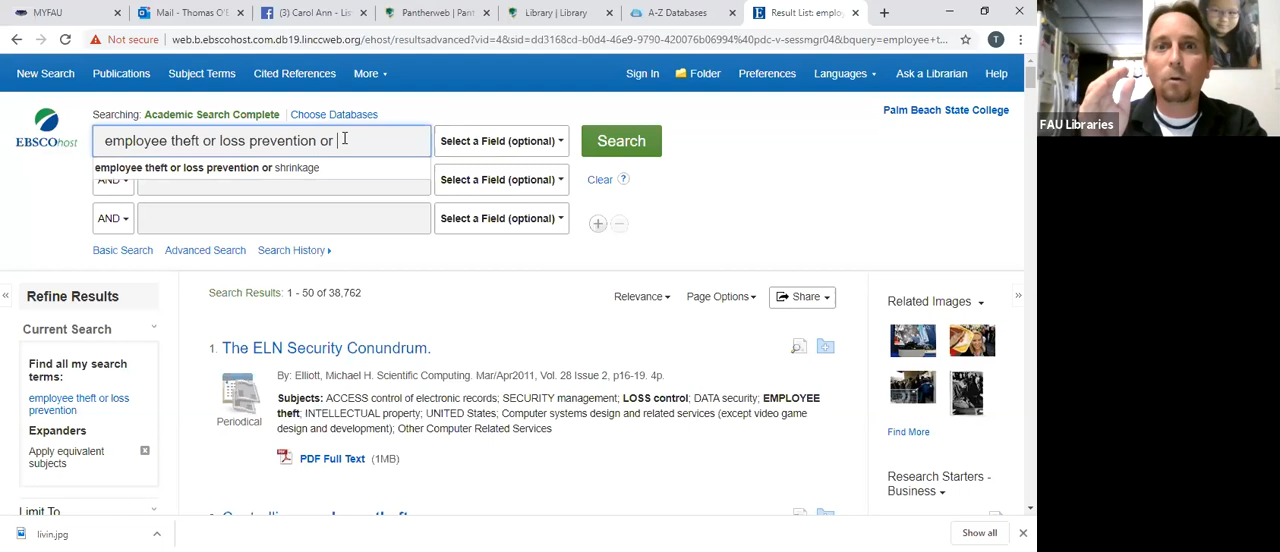 MYFAU
Mail - Thomas O'E
(3) Carol Ann - Li
Pantherweb | Pant
Library | Library
A-Z Databases
Result List: emplo
Not secure | web.b.ebscohost.com.db19.linccweb.org/ehost/resultsadvanced?vid=4&sid=dd3168cd-b0d4-46e9-9790-420076b06994%40pdc-v-sessmgr04&bquery=employee+t...
T
New Search Publications Subject Terms Cited References More Sign In Folder Preferences Languages Ask a Librarian Help
Searching: Academic Search Complete | Choose Databases
Palm Beach State College
EBSCOhost
employee theft or loss prevention or
Select a Field (optional)
Search
employee theft or loss prevention or shrinkage
AND
Select a Field (optional)
Clear ?
AND
Select a Field (optional)
Basic Search Advanced Search Search History
Refine Results
Current Search
Find all my search
terms:
employee theft or loss
prevention
Expanders
Apply equivalent
subjects
Limit To
Search Results: 1 - 50 of 38,762
Relevance Page Options Share
1. The ELN Security Conundrum.
By: Elliott, Michael H. Scientific Computing. Mar/Apr2011, Vol. 28 Issue 2, p16-19. 4p.
Periodical
Subjects: ACCESS control of electronic records; SECURITY management; LOSS control; DATA security; EMPLOYEE
theft; INTELLECTUAL property; UNITED States; Computer systems design and related services (except video game
design and development); Other Computer Related Services
PDF Full Text (1MB)
Related Images
Find More
Research Starters -
Business
livin.jpg
Show all
FAU Libraries